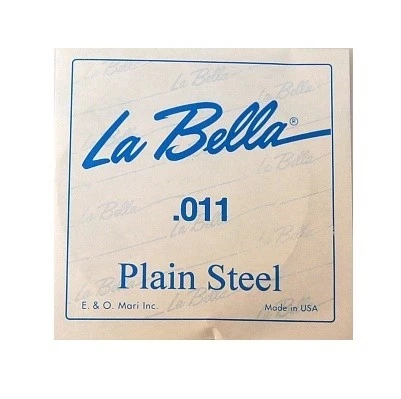 La Bella®
.011
Plain Steel
E. & O. Mari Inc. Made in USA